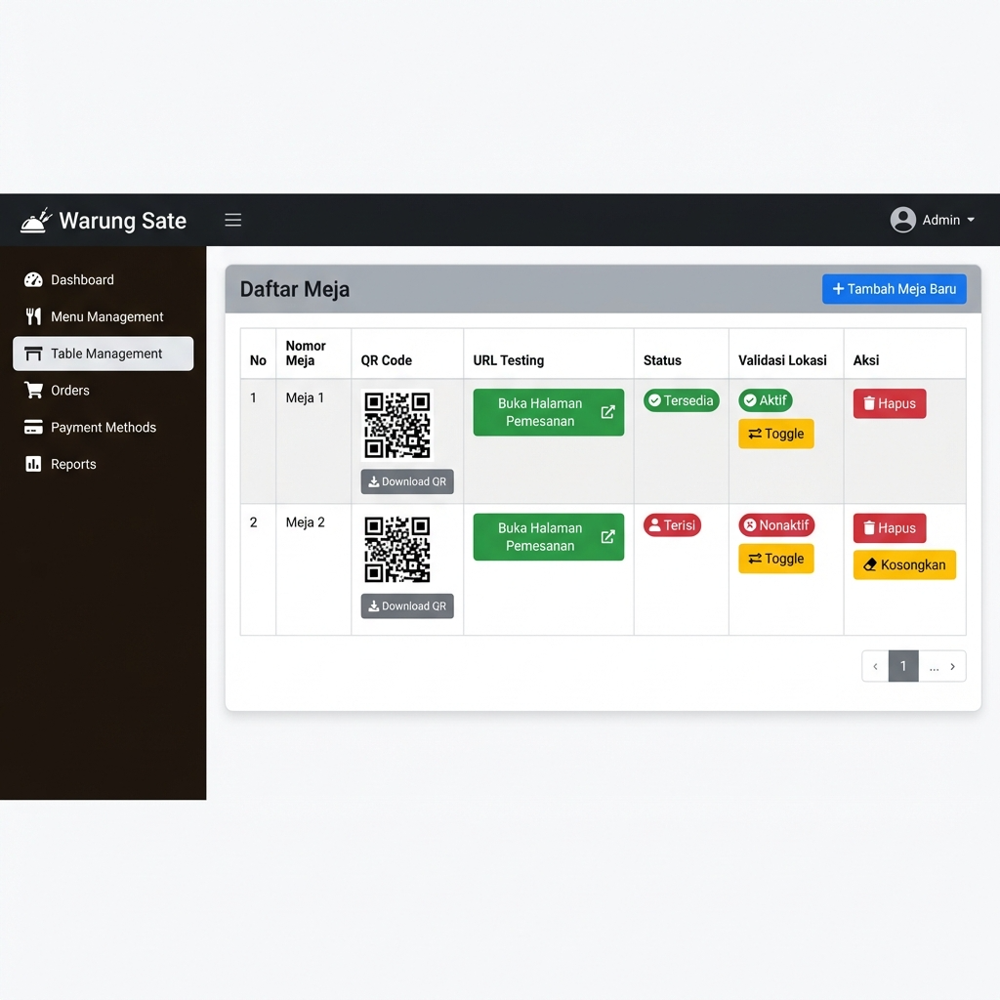 Warung Sate
Admin
Dashboard
Menu Management
Table Management
Orders
Payment Methods
Reports
Daftar Meja
Tambah Meja Baru
No
Nomor
Meja
QR Code
URL Testing
Status
Validasi Lokasi
Aksi
1
Meja 1
Download QR
Buka Halaman
Pemesanan
Tersedia
Aktif
Toggle
Hapus
2
Meja 2
Download QR
Buka Halaman
Pemesanan
Terisi
Nonaktif
Toggle
Hapus
Kosongkan
‹ 1 ... ›